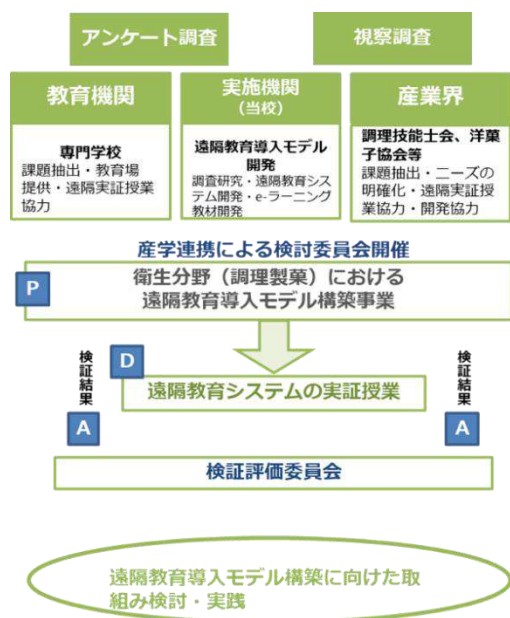 アンケート調査
視察調査
教育機関
専門学校
課題抽出・教育場
提供・遠隔実証授業
協力
実施機関
(当校)
遠隔教育導入モデル
開発
調査研究・遠隔教育シス
テム開発・e-ラーニング
教材開発
産業界
調理技能士会、洋菓
子協会等
課題抽出・ニーズの
明確化・遠隔実証授
業協力・開発協力
産学連携による検討委員会開催
P
衛生分野（調理製菓）における
遠隔教育導入モデル構築事業
検証結果
D
検証結果
遠隔教育システムの実証授業
A
A
検証評価委員会
遠隔教育導入モデル構築に向けた取
組み検討・実践